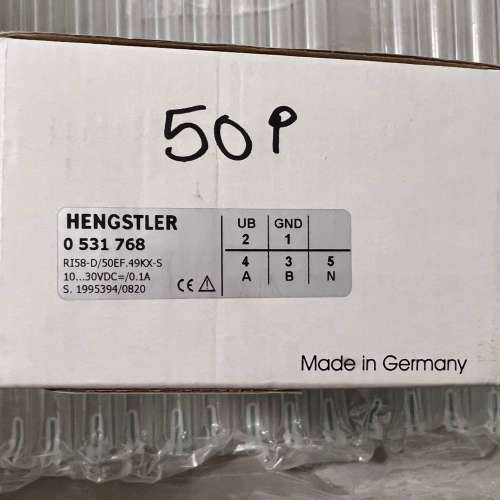 50P
HENGSTLER
0 531 768
RI58-D/50EF.49KX-S
10...30VDC=/0.1A
S. 1995394/0820
CE
UB GND
2 1
4 3 5
A B N
Made in Germany